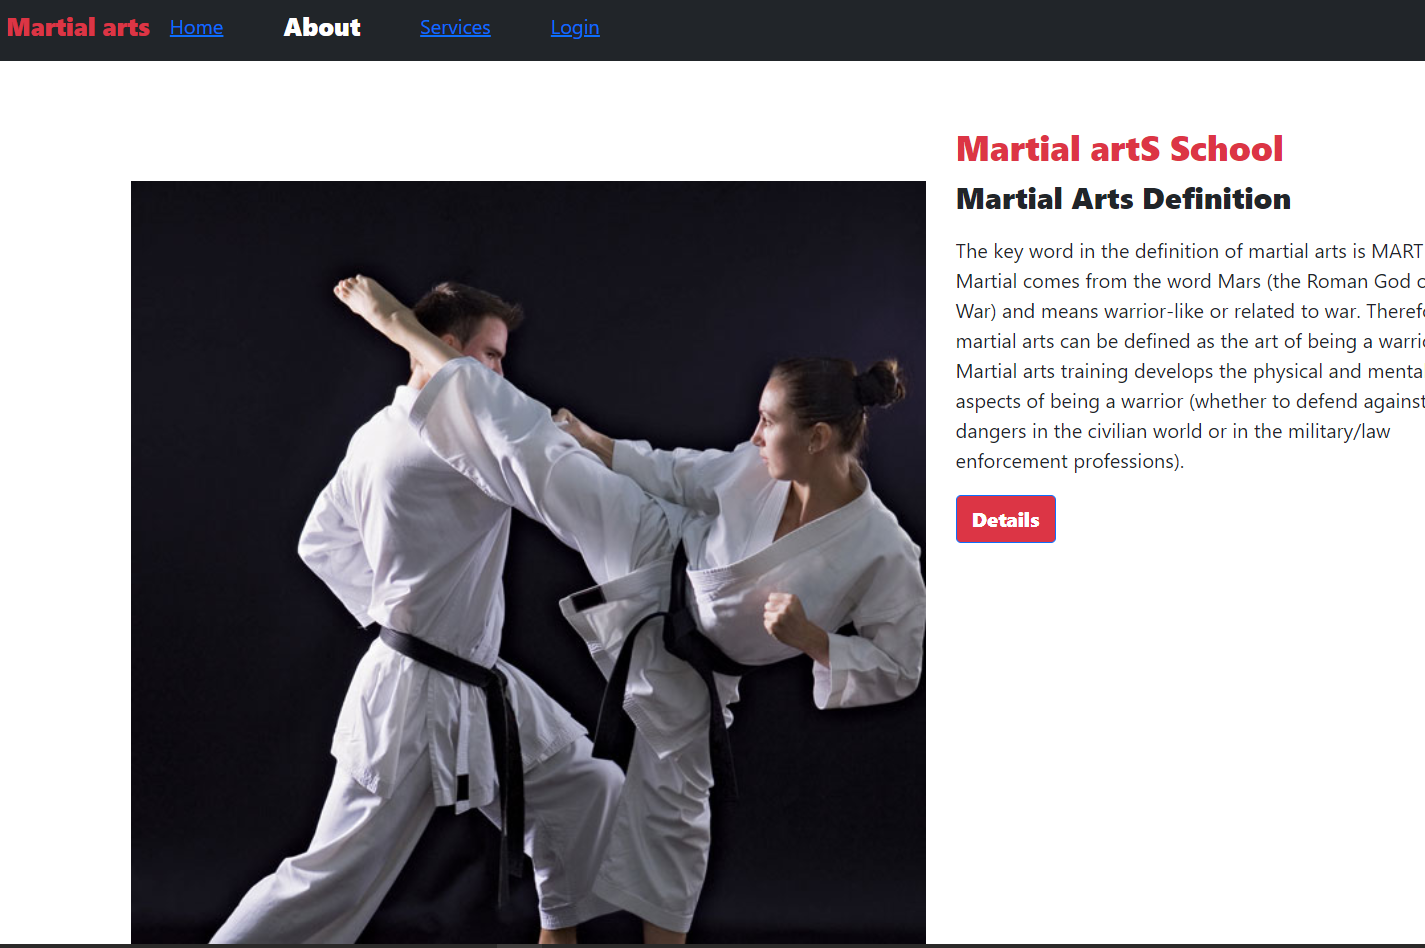 Martial arts Home About Services Login
Martial artS School
Martial Arts Definition
The key word in the definition of martial arts is MART
Martial comes from the word Mars (the Roman God
War) and means warrior-like or related to war.
martial arts can be defined as the art of being a
Martial arts training develops the physical and
aspects of being a warrior (whether to defend against
dangers in the civilian world or in the military/law
enforcement professions).
Details